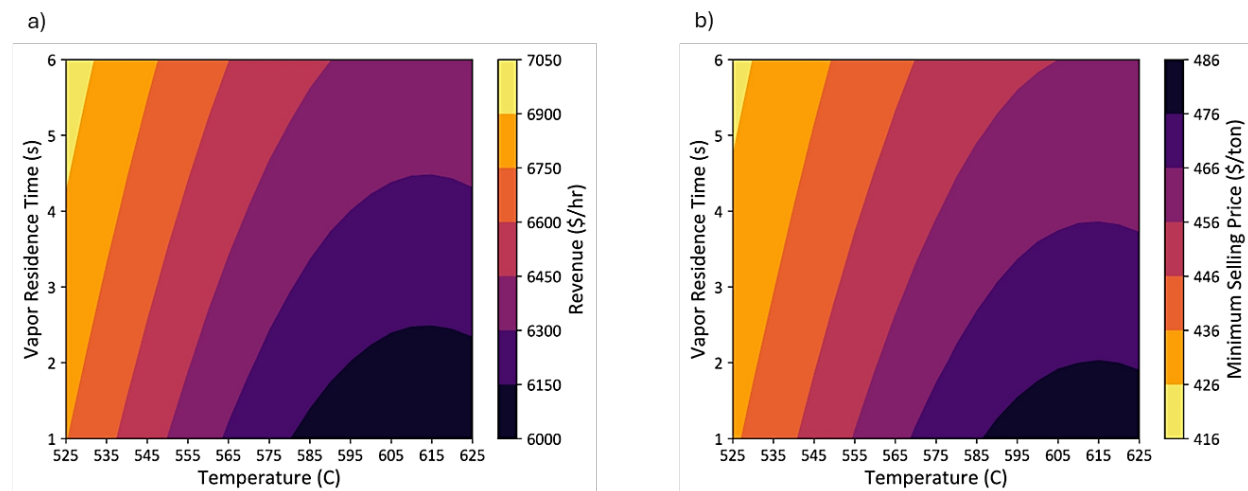 a)
6
5
4
3
2
1
Vapor Residence Time (s)
525 535 545 555 565 575 585 595 605 615 625
Temperature (C)
7050
6900
6750
6600
6450
6300
6150
6000
Revenue ($/hr)
b)
6
5
4
3
2
1
Vapor Residence Time (s)
525 535 545 555 565 575 585 595 605 615 625
Temperature (C)
486
476
466
456
446
436
426
416
Minimum Selling Price ($/ton)